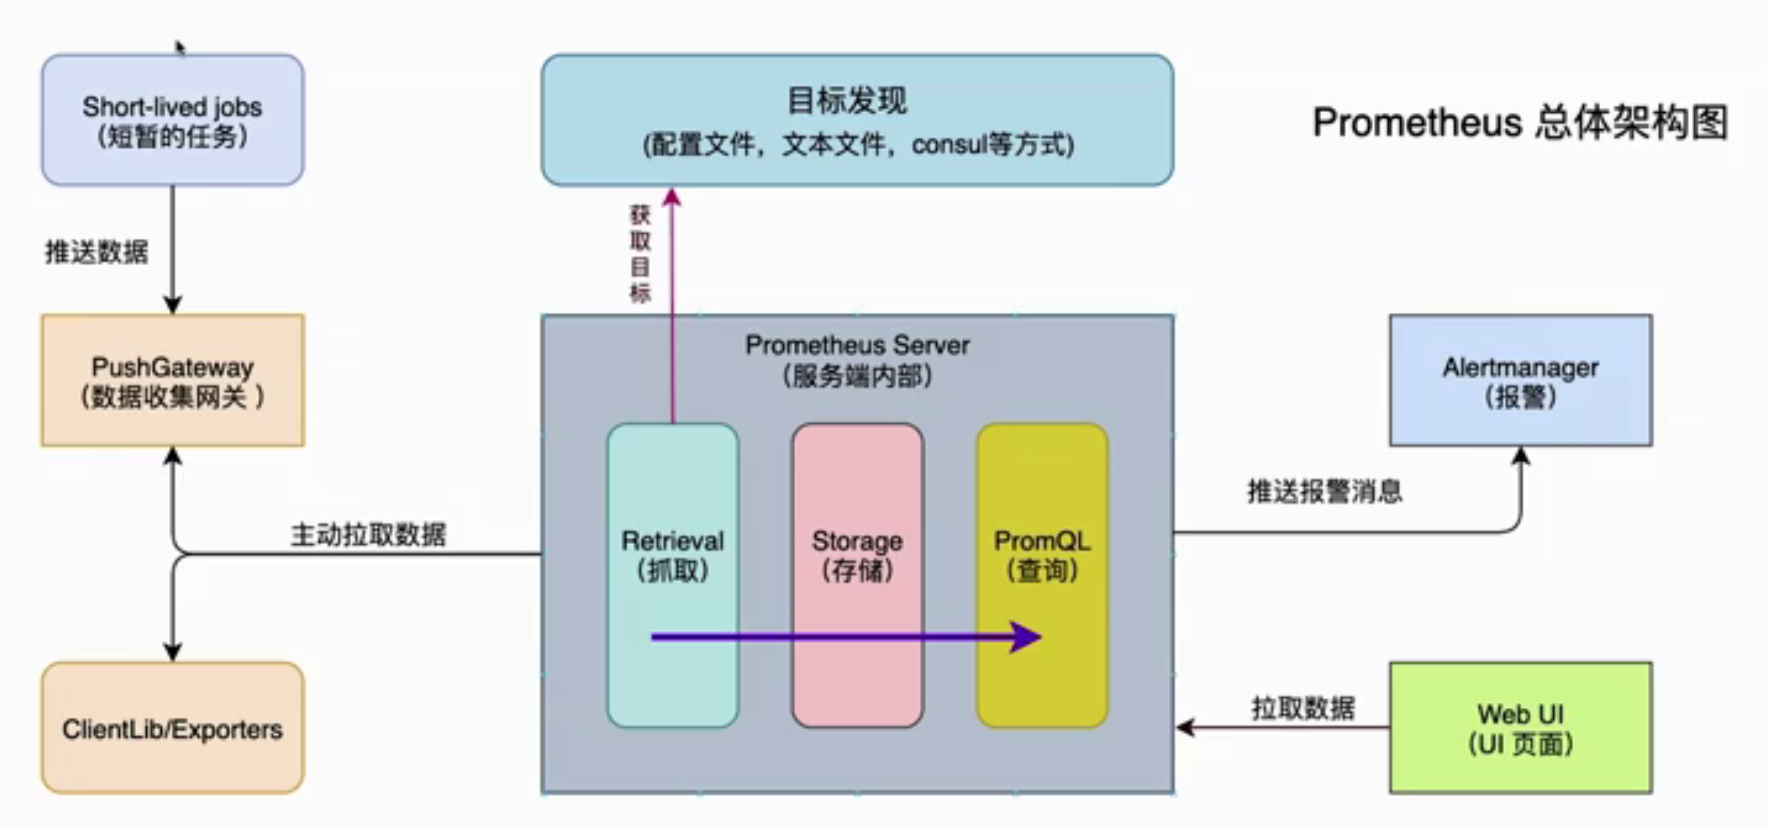 Short-lived jobs
（短暂的任务）
目标发现
(配置文件，文本文件，consul等方式)
Prometheus 总体架构图
推送数据
获取目标
PushGateway
（数据收集网关 ）
Prometheus Server
（服务端内部）
Alertmanager
（报警）
推送报警消息
主动拉取数据
Retrieval
（抓取）
Storage
（存储）
PromQL
（查询）
ClientLib/Exporters
拉取数据
Web UI
（UI 页面）